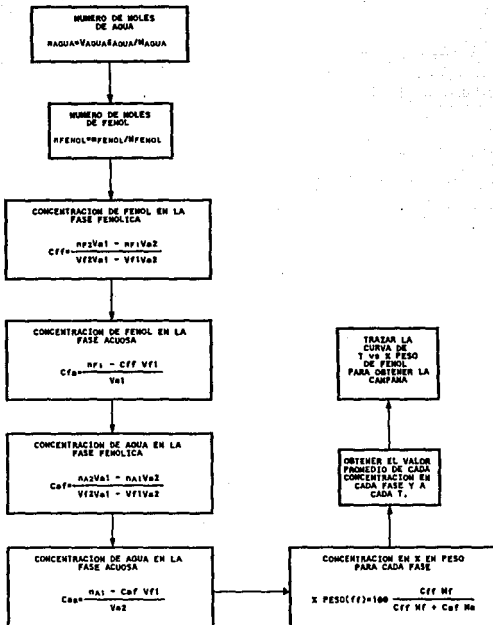 NUMERO DE MOLES
DE AGUA
nAGUA=VAGUAδAGUA/MAGUA
NUMERO DE MOLES
DE FENOL
nFENOL=mFENOL/MFENOL
CONCENTRACION DE FENOL EN LA
FASE FENOLICA
nF2Va1 - nF1Va2
Cff=
Vf2Va1 - Vf1Va2
CONCENTRACION DE FENOL EN LA
FASE ACUOSA
nF1 - Cff Vf1
Cfa=
Va1
CONCENTRACION DE AGUA EN LA
FASE FENOLICA
nA2Va1 - nA1Va2
Caf=
Vf2Va1 - Vf1Va2
CONCENTRACION DE AGUA EN LA
FASE ACUOSA
nA1 - Caf Vf1
Caa=
Va2
TRAZAR LA
CURVA DE
T vs % PESO
DE FENOL
PARA OBTENER LA
CAMPANA
OBTENER EL VALOR
PROMEDIO DE CADA
CONCENTRACION EN
CADA FASE Y A
CADA T.
CONCENTRACION EN % EN PESO
PARA CADA FASE
Cff Mf
% PESO(ff)=100
Cff Mf + Caf Ma